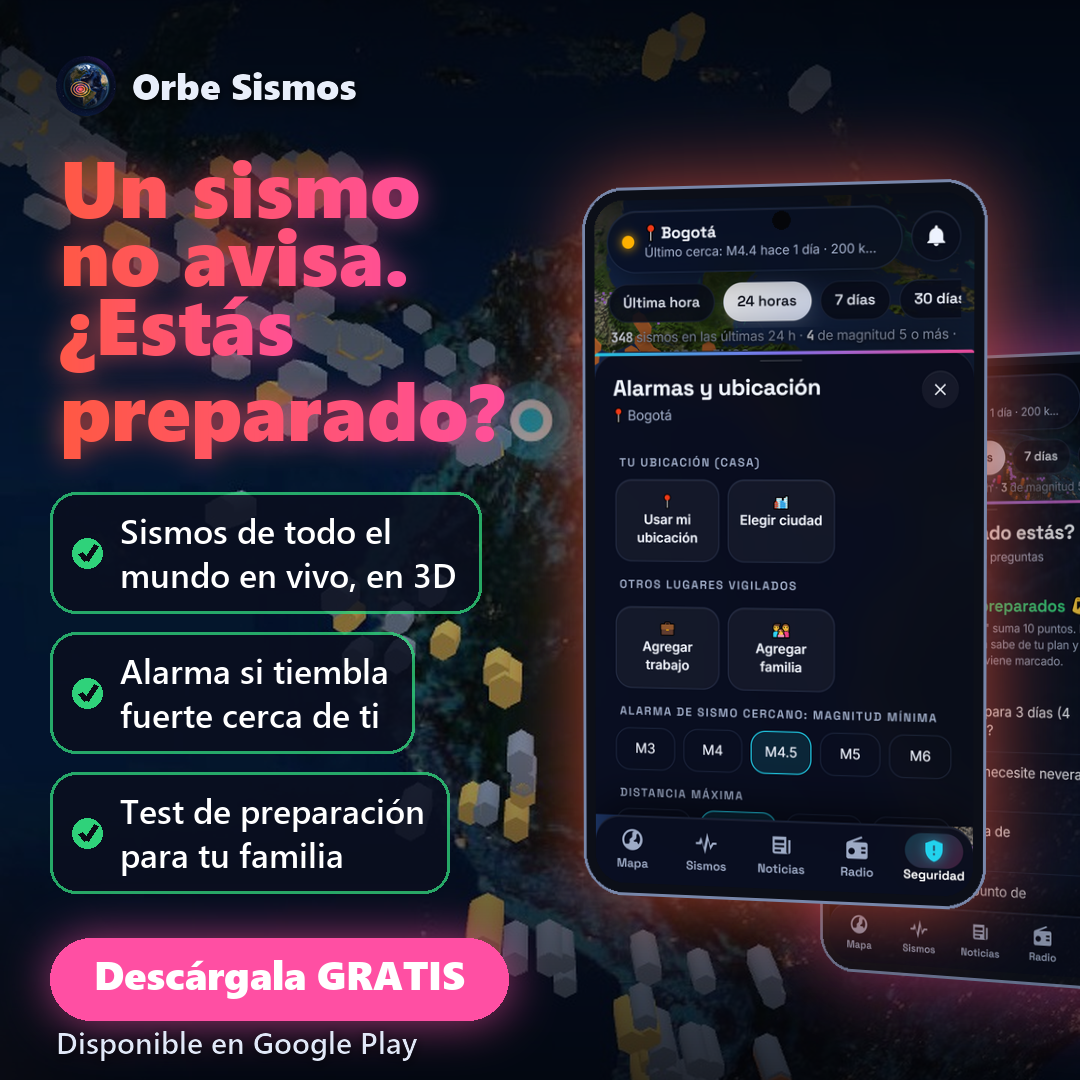 Orbe Sismos
Un sismo
no avisa.
¿Estás
preparado?
Sismos de todo el
mundo en vivo, en 3D
Alarma si tiembla
fuerte cerca de ti
Test de preparación
para tu familia
Descárgala GRATIS
Disponible en Google Play
Bogotá
Último cerca: M4.4 hace 1 día · 200 k...
Última hora
24 horas
7 días
30 días
348 sismos en las últimas 24 h · 4 de magnitud 5 o más ·
Alarmas y ubicación
Bogotá
TU UBICACIÓN (CASA)
Usar mi
ubicación
Elegir ciudad
OTROS LUGARES VIGILADOS
Agregar
trabajo
Agregar
familia
ALARMA DE SISMO CERCANO: MAGNITUD MÍNIMA
M3
M4
M4.5
M5
M6
DISTANCIA MÁXIMA
Mapa
Sismos
Noticias
Radio
Seguridad
1 día · 200 k...
7 días
3 de magnitud
estás?
preguntas
suma 10 puntos.
sabe de tu plan y
viene marcado.
para 3 días (4
necesite nevera
de
Mapa
Sismos
Noticias
Radio